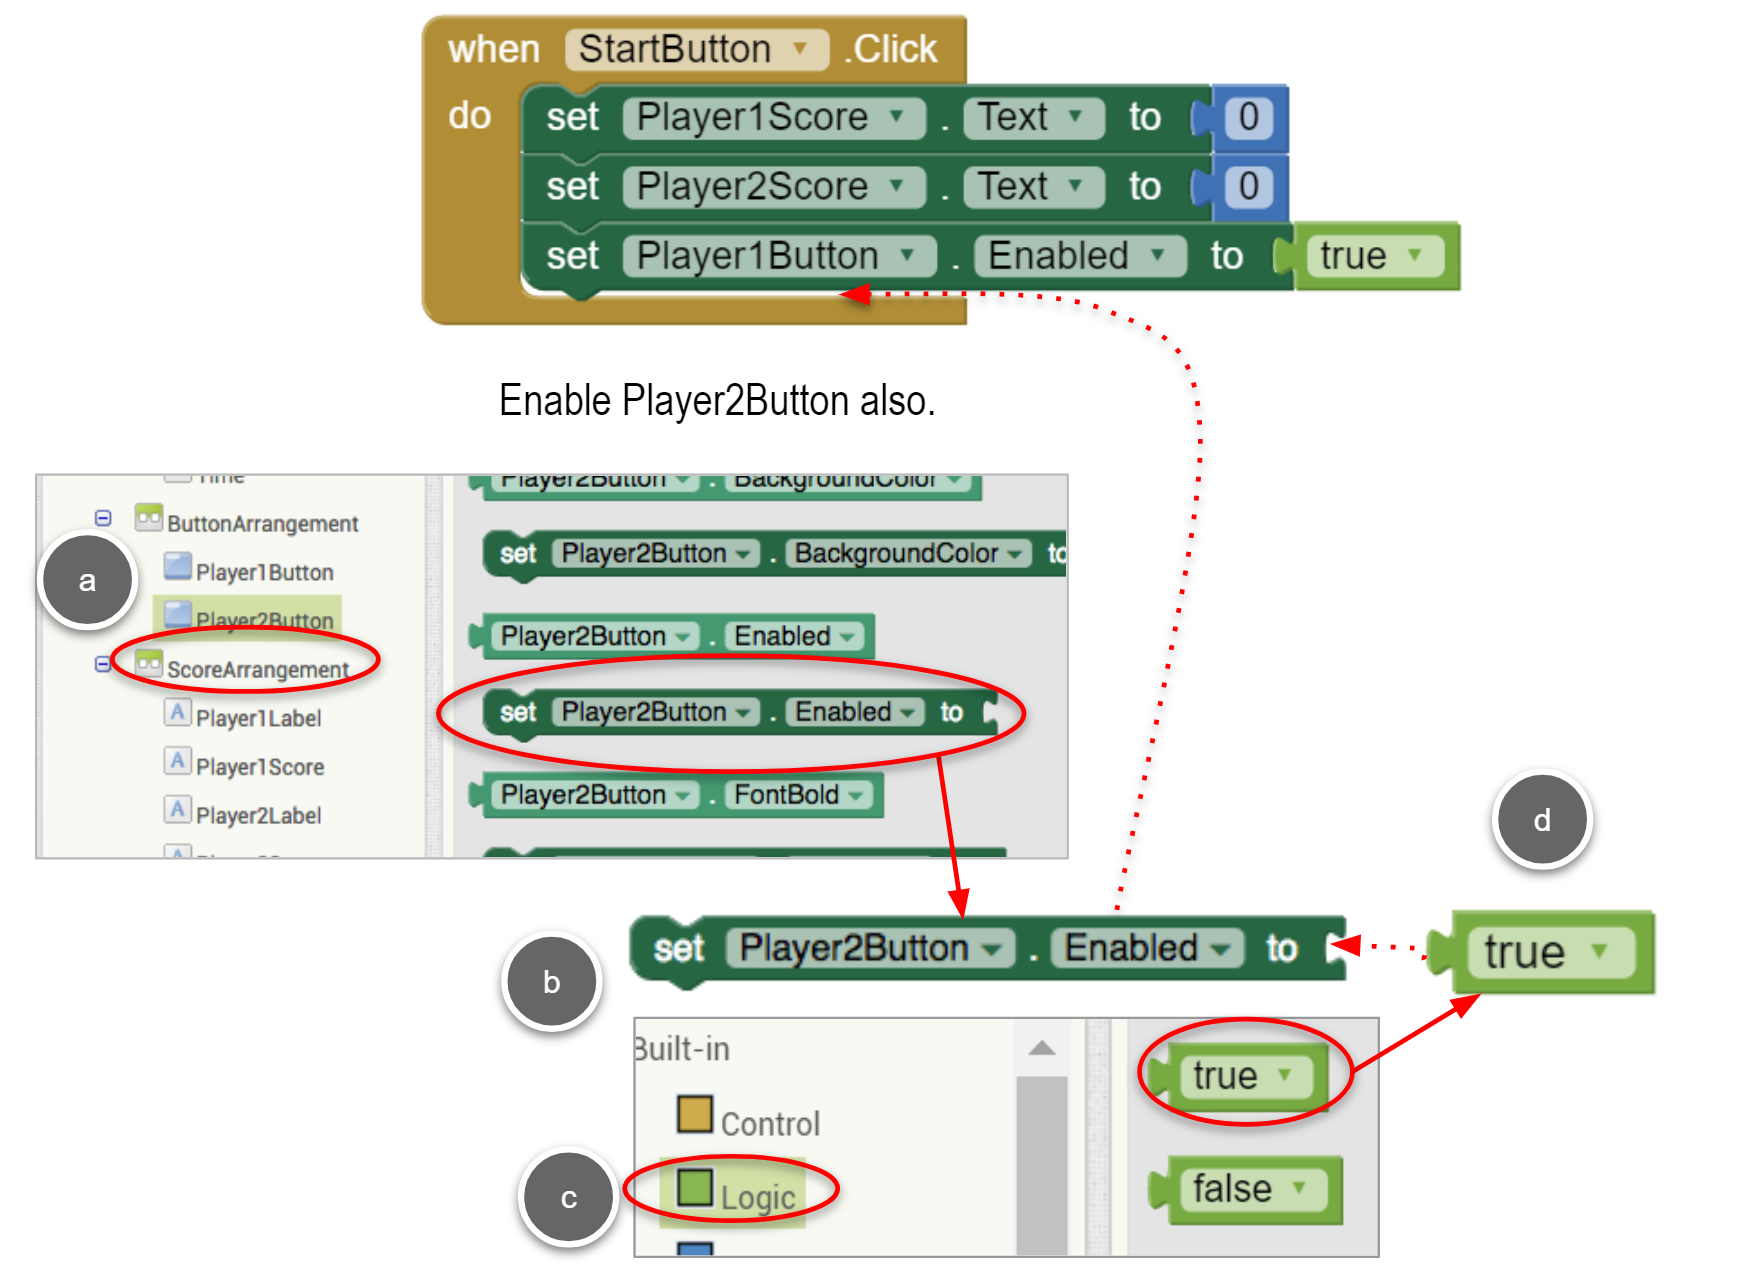 when StartButton .Click
do set Player1Score . Text to 0
set Player2Score . Text to 0
set Player1Button . Enabled to true
Enable Player2Button also.
Time
ButtonArrangement
Player1Button
Player2Button
ScoreArrangement
Player1Label
Player1Score
Player2Label
Player2Button . BackgroundColor
set Player2Button . BackgroundColor to
Player2Button . Enabled
set Player2Button . Enabled to
Player2Button . FontBold
a
d
set Player2Button . Enabled to
true
b
Built-in
Control
Logic
true
false
c